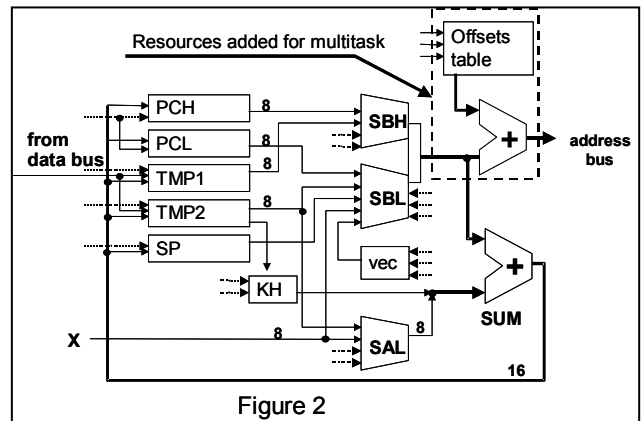 Resources added for multitask
Offsets
table
PCH
8
SBH
+
address
bus
from
data bus
PCL
8
TMP1
8
SBL
TMP2
8
SP
vec
KH
+
SUM
X
8
SAL
8
16
Figure 2